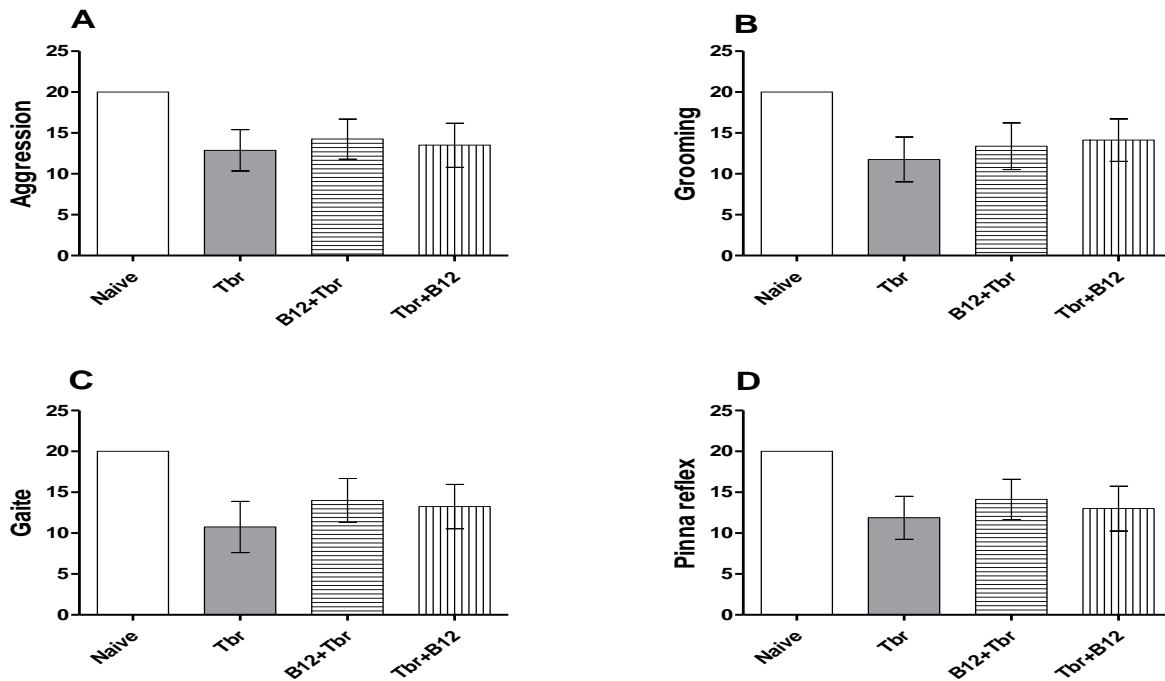 A
Aggression
25
20
15
10
5
0
Naive
Tbr
B12+Tbr
Tbr+B12
B
Grooming
25
20
15
10
5
0
Naive
Tbr
B12+Tbr
Tbr+B12
C
Gaite
25
20
15
10
5
0
Naive
Tbr
B12+Tbr
Tbr+B12
D
Pinna reflex
25
20
15
10
5
0
Naive
Tbr
B12+Tbr
Tbr+B12